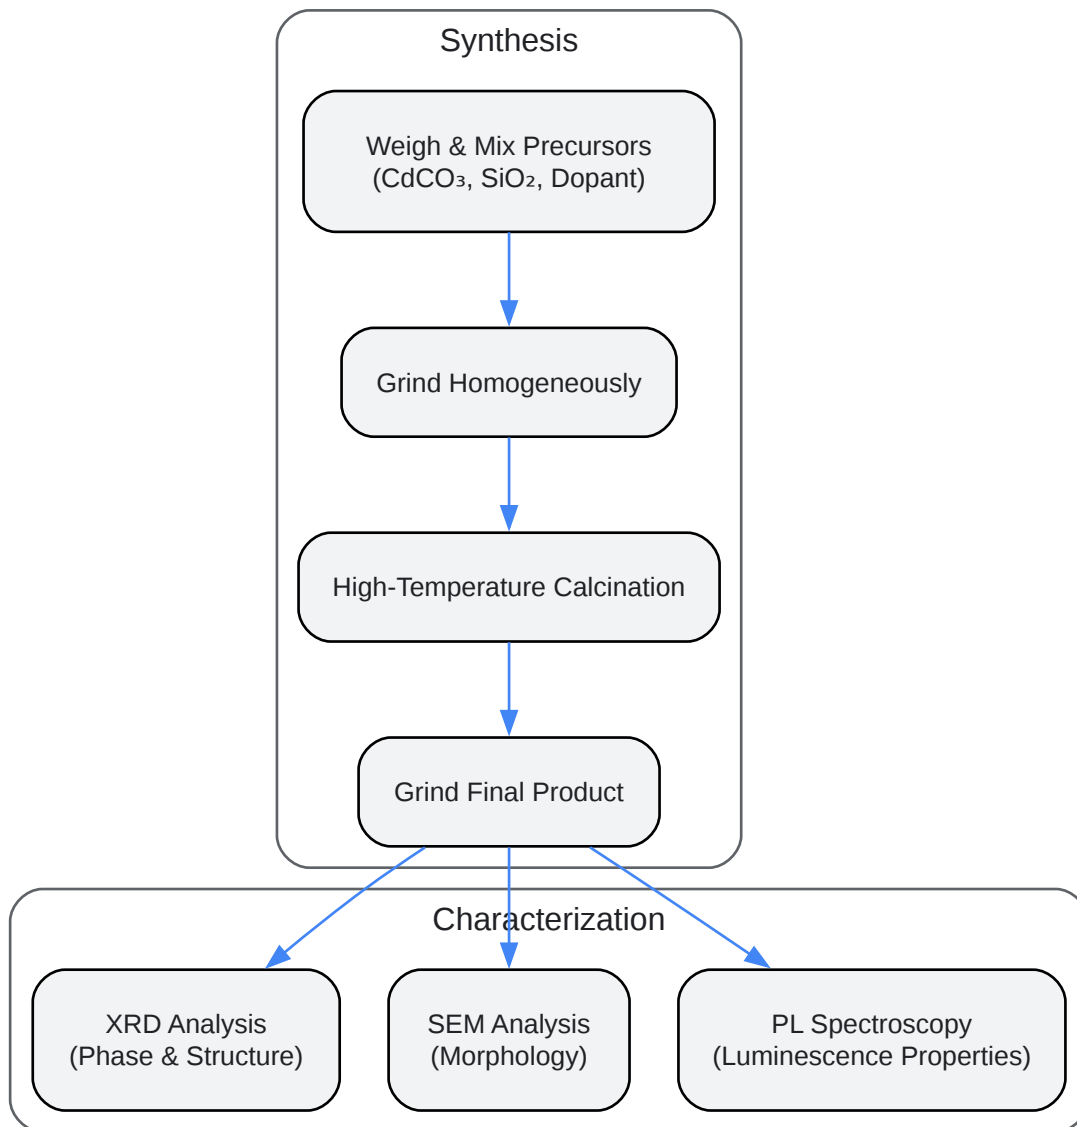 Synthesis
Weigh & Mix Precursors
(CdCO₃, SiO₂, Dopant)
Grind Homogeneously
High-Temperature Calcination
Grind Final Product
Characterization
XRD Analysis
(Phase & Structure)
SEM Analysis
(Morphology)
PL Spectroscopy
(Luminescence Properties)